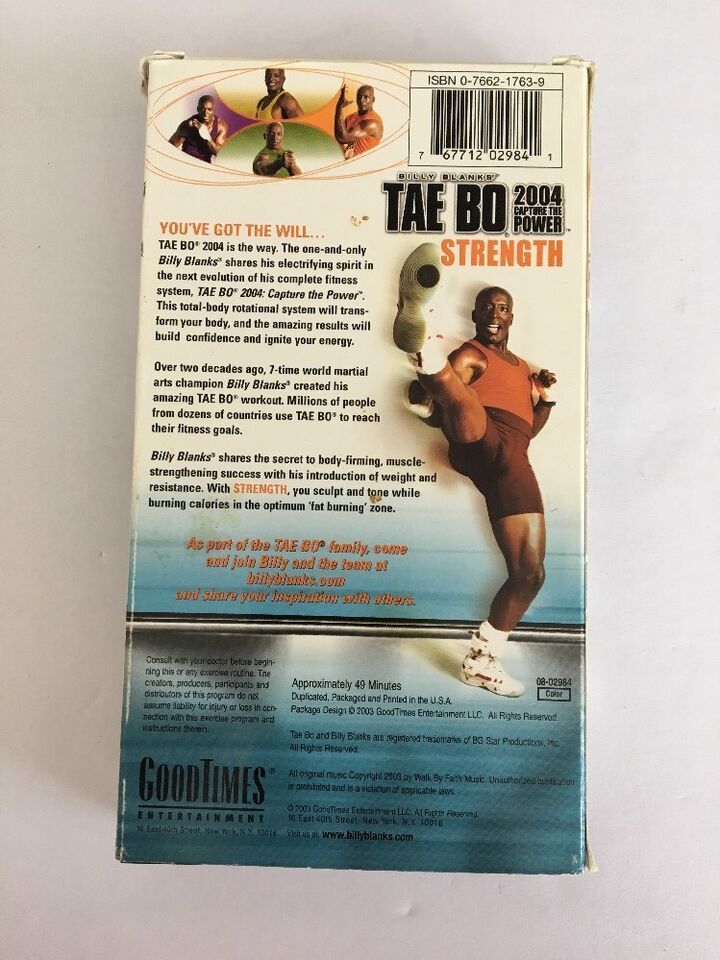 ISBN 0-7662-1763-9
7 67712 02984 1
BILLY BLANKS'®
TAE BO® 2004
CAPTURE THE
POWER™
STRENGTH
YOU'VE GOT THE WILL...
TAE BO® 2004 is the way. The one-and-only
Billy Blanks® shares his electrifying spirit in
the next evolution of his complete fitness
system, TAE BO® 2004: Capture the Power™.
This total-body rotational system will trans-
form your body, and the amazing results will
build confidence and ignite your energy.
Over two decades ago, 7-time world martial
arts champion Billy Blanks® created his
amazing TAE BO® workout. Millions of people
from dozens of countries use TAE BO® to reach
their fitness goals.
Billy Blanks® shares the secret to body-firming, muscle-
strengthening success with his introduction of weight and
resistance. With STRENGTH, you sculpt and tone while
burning calories in the optimum 'fat burning' zone.
As part of the TAE BO® family, come
and join Billy and the team at
billyblanks.com
and share your inspiration with others.
Consult with your doctor before begin-
ning this or any exercise routine. The
creators, producers, participants and
distributors of this program do not
assume liability for injury or loss in con-
nection with this exercise program and
instructions therein.
GOODTIMES®
ENTERTAINMENT
16 East 40th Street, New York, N.Y. 10016
08-02984
Color
Approximately 49 Minutes
Duplicated, Packaged and Printed in the U.S.A.
Package Design © 2003 GoodTimes Entertainment LLC. All Rights Reserved.
Tae Bo and Billy Blanks are registered trademarks of BG Star Productions, Inc.
All Rights Reserved.
All original music Copyright 2003 by Walk By Faith Music. Unauthorized duplication
is prohibited and is a violation of applicable laws.
© 2003 GoodTimes Entertainment LLC. All Rights Reserved.
16 East 40th Street, New York, N.Y. 10016
Visit us at: www.billyblanks.com
A